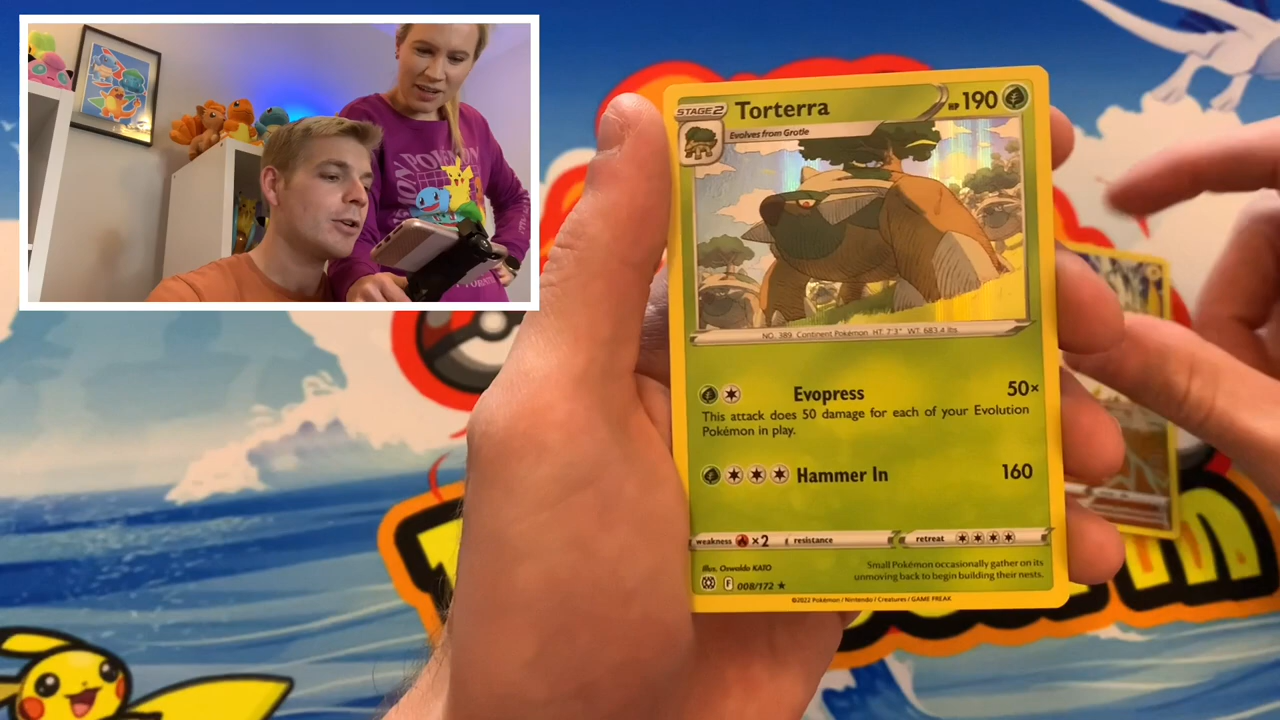 POKÉMON
STAGE 2
Torterra
HP 190
Evolves from Grotle
NO. 389 Continent Pokémon HT: 7'3" WT: 683.4 lbs.
Evopress 50×
This attack does 50 damage for each of your Evolution
Pokémon in play.
Hammer In 160
weakness ×2 resistance retreat
Illus. Oswaldo KATO
F 008/172 ★
Small Pokémon occasionally gather on its
unmoving back to begin building their nests.
©2022 Pokémon / Nintendo / Creatures / GAME FREAK